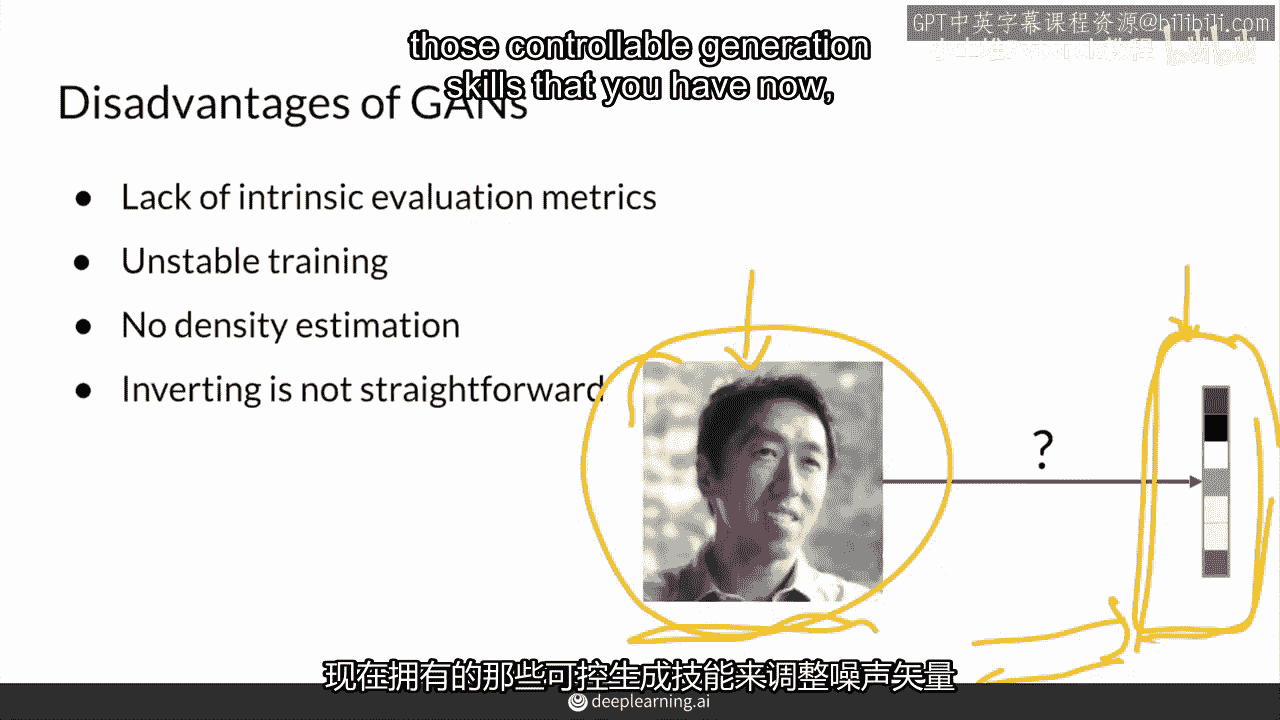 GPT中英字幕课程资源@bilibili.com
those controllable generation
skills that you have now,
Disadvantages of GANs
Lack of intrinsic evaluation metrics
Unstable training
No density estimation
Inverting is not straightforward
?
现在拥有的那些可控生成技能来调整噪声矢量
deeplearning.ai